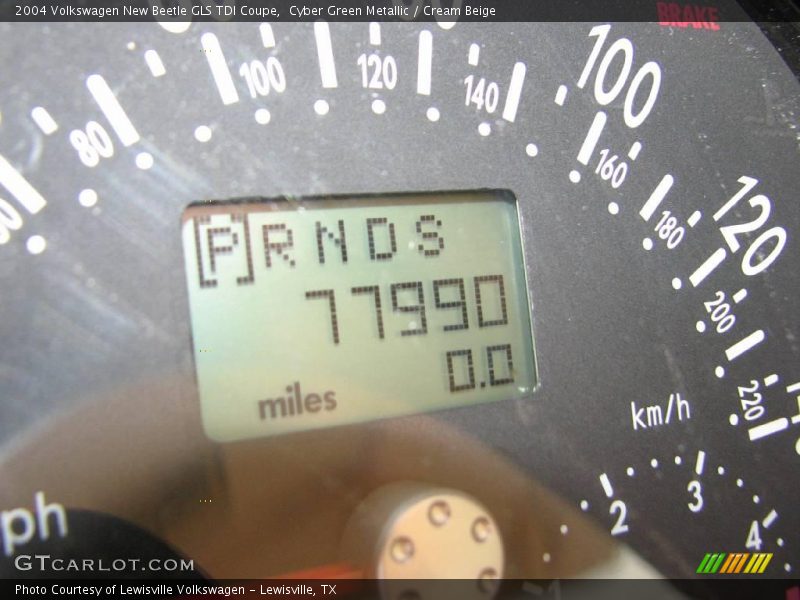 2004 Volkswagen New Beetle GLS TDI Coupe,  Cyber Green Metallic / Cream Beige
BRAKE
100
80
100
120
140
160
180
200
220
120
[P] R N D S
77990
0.0
miles
km/h
2
3
4
ph
GTCARLOT.COM
Photo Courtesy of Lewisville Volkswagen - Lewisville, TX